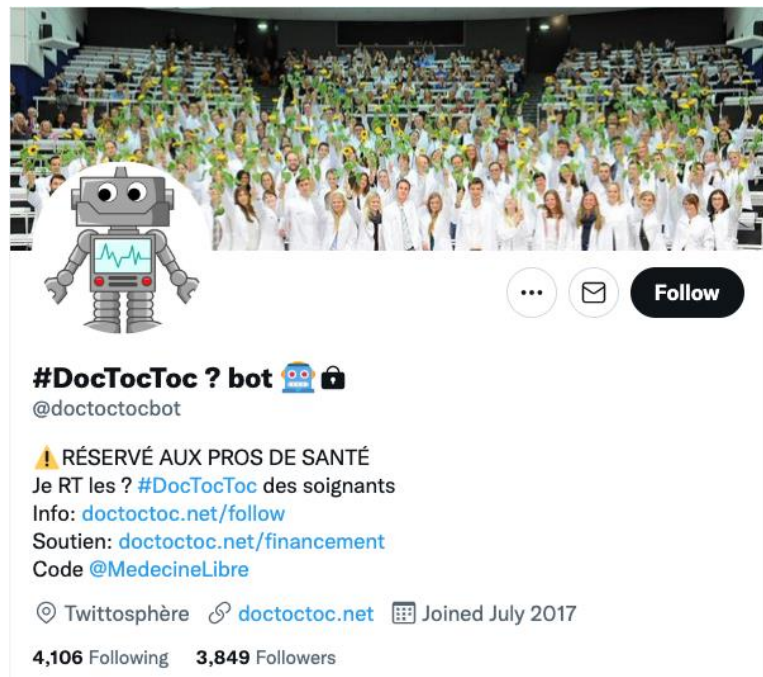 Follow
#DocTocToc ? bot 🤖🔒
@doctoctocbot
⚠️RÉSERVÉ AUX PROS DE SANTÉ
Je RT les ? #DocTocToc des soignants
Info: doctoctoc.net/follow
Soutien: doctoctoc.net/financement
Code @MedecineLibre
Twittosphère doctoctoc.net Joined July 2017
4,106 Following 3,849 Followers